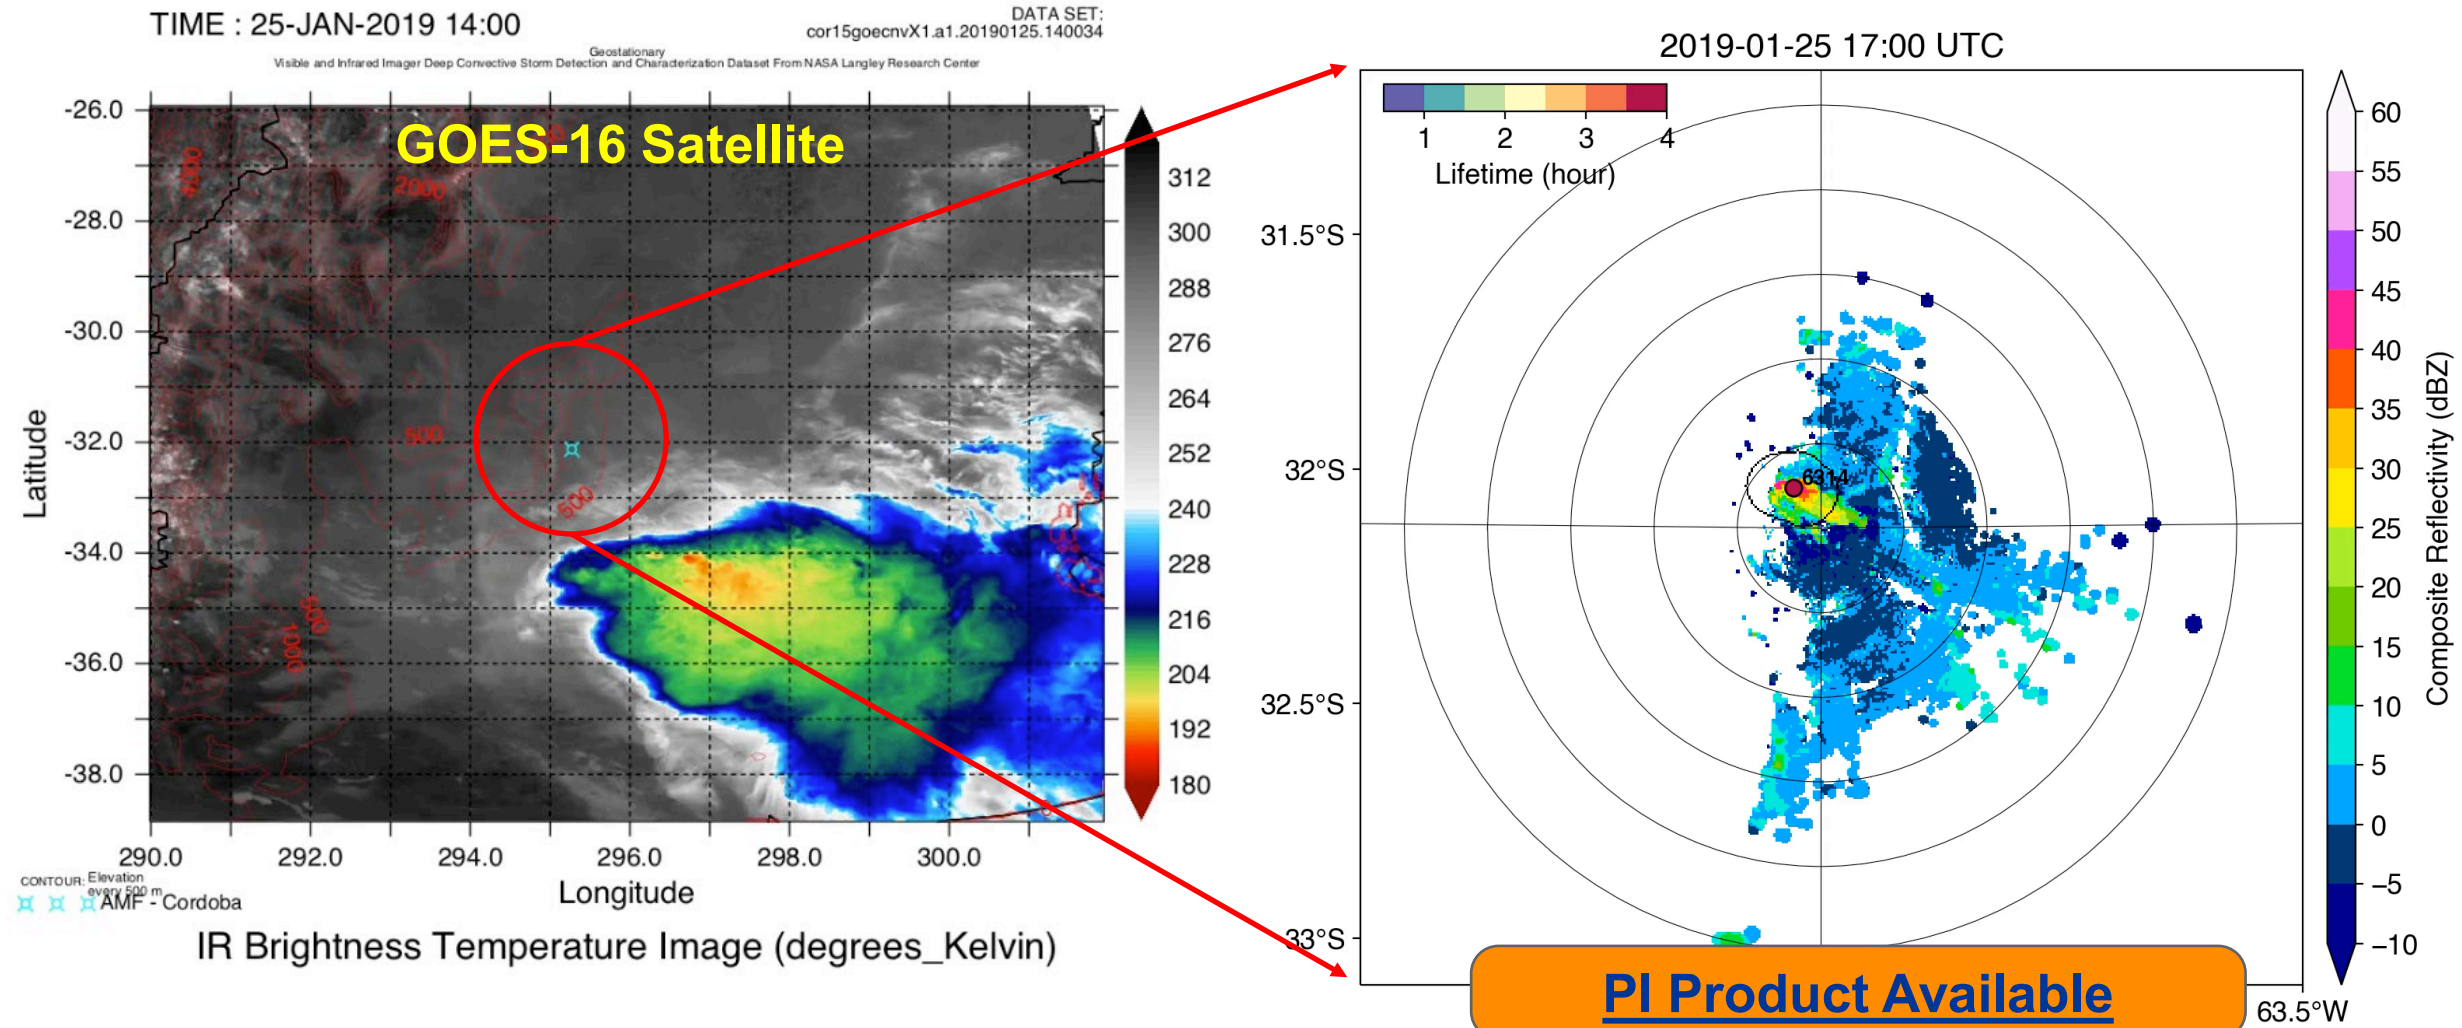 TIME : 25-JAN-2019 14:00
DATA SET:
cor15goecnvX1.a1.20190125.140034
Geostationary
Visible and Infrared Imager Deep Convective Storm Detection and Characterization Dataset From NASA Langley Research Center
GOES-16 Satellite
-26.0
-28.0
-30.0
-32.0
-34.0
-36.0
-38.0
Latitude
4000
2000
500
500
500
1000
290.0 292.0 294.0 296.0 298.0 300.0
Longitude
312
300
288
276
264
252
240
228
216
204
192
180
CONTOUR: Elevation
every 500 m
AMF - Cordoba
IR Brightness Temperature Image (degrees_Kelvin)
2019-01-25 17:00 UTC
1 2 3 4
Lifetime (hour)
31.5°S
32°S
32.5°S
33°S
6314
63.5°W
60
55
50
45
40
35
30
25
20
15
10
5
0
−5
−10
Composite Reflectivity (dBZ)
PI Product Available